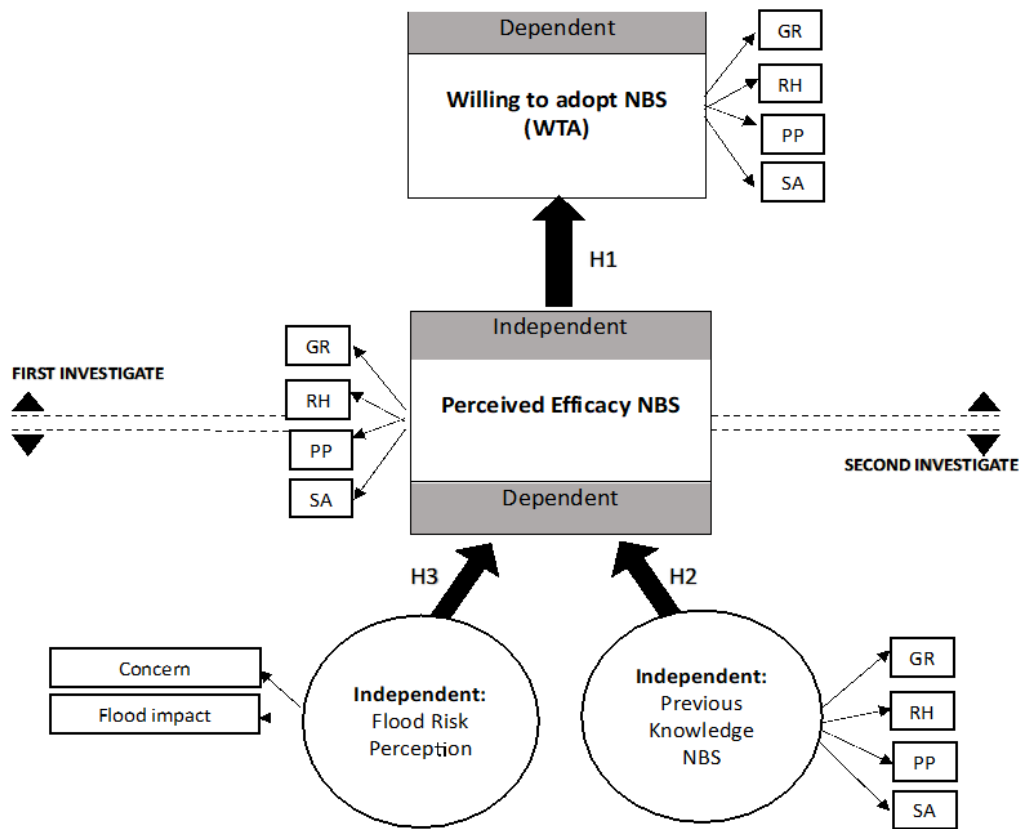 Dependent
Willing to adopt NBS
(WTA)
GR
RH
PP
SA
H1
Independent
Perceived Efficacy NBS
Dependent
GR
RH
PP
SA
FIRST INVESTIGATE
SECOND INVESTIGATE
H3
H2
Concern
Flood impact
Independent:
Flood Risk
Perception
Independent:
Previous
Knowledge
NBS
GR
RH
PP
SA